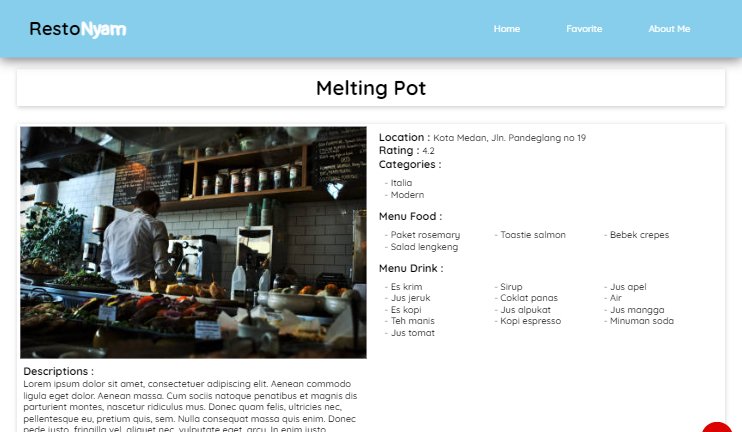 RestoNyam
Home Favorite About Me
Melting Pot
Location : Kota Medan, Jln. Pandeglang no 19
Rating : 4.2
Categories :
- Italia
- Modern
Menu Food :
- Paket rosemary - Toastie salmon - Bebek crepes
- Salad lengkeng
Menu Drink :
- Es krim - Sirup - Jus apel
- Jus jeruk - Coklat panas - Air
- Es kopi - Jus alpukat - Jus mangga
- Teh manis - Kopi espresso - Minuman soda
- Jus tomat
Descriptions :
Lorem ipsum dolor sit amet, consectetuer adipiscing elit. Aenean commodo
ligula eget dolor. Aenean massa. Cum sociis natoque penatibus et magnis dis
parturient montes, nascetur ridiculus mus. Donec quam felis, ultricies nec,
pellentesque eu, pretium quis, sem. Nulla consequat massa quis enim. Donec
pede justo, fringilla vel, aliquet nec, vulputate eget, arcu. In enim justo